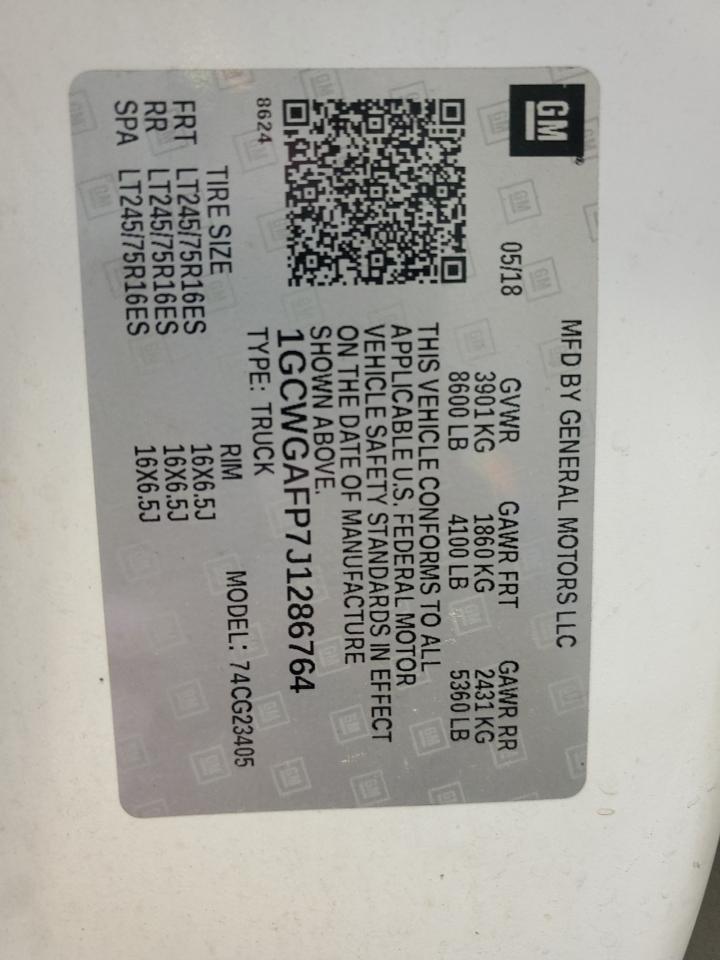 GM
MFD BY GENERAL MOTORS LLC
05/18
GVWR GAWR FRT GAWR RR
3901 KG 1860 KG 2431 KG
8600 LB 4100 LB 5360 LB
THIS VEHICLE CONFORMS TO ALL
APPLICABLE U.S. FEDERAL MOTOR
VEHICLE SAFETY STANDARDS IN EFFECT
ON THE DATE OF MANUFACTURE
SHOWN ABOVE.
1GCWGAFP7J1286764
8624
TYPE: TRUCK
MODEL: 74CG23405
TIRE SIZE RIM
FRT LT245/75R16ES 16X6.5J
RR LT245/75R16ES 16X6.5J
SPA LT245/75R16ES 16X6.5J